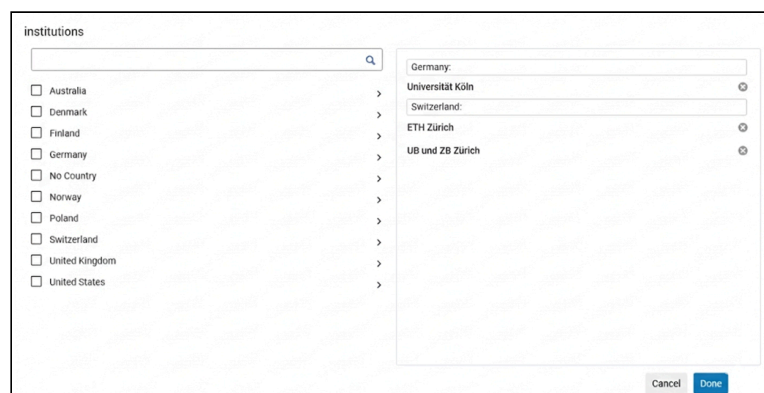 institutions
Australia
Denmark
Finland
Germany
No Country
Norway
Poland
Switzerland
United Kingdom
United States
Germany:
Universität Köln
Switzerland:
ETH Zürich
UB und ZB Zürich
Cancel Done